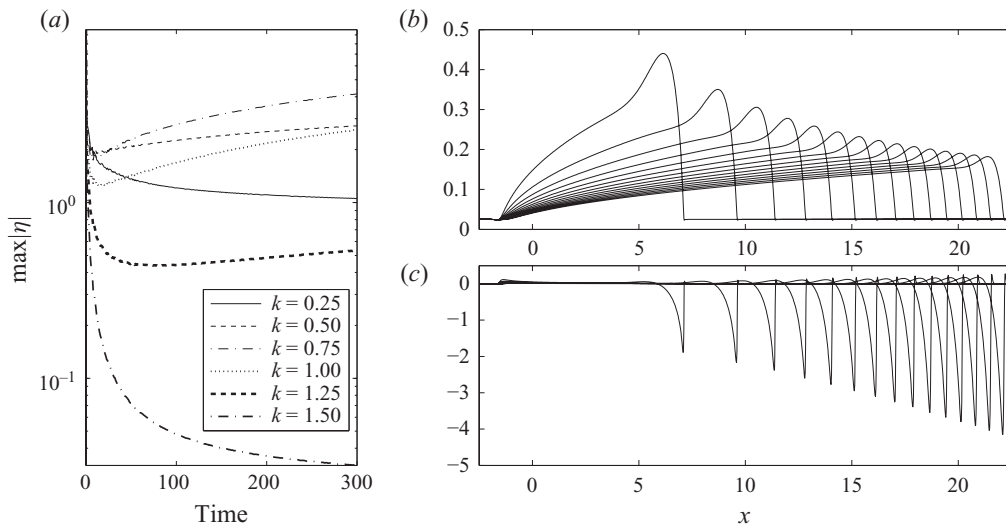 (a)
max|η|
10⁰
10⁻¹
0
100
200
300
Time
k = 0.25
k = 0.50
k = 0.75
k = 1.00
k = 1.25
k = 1.50
(b)
0.5
0.4
0.3
0.2
0.1
0
0
5
10
15
20
(c)
0
−1
−2
−3
−4
−5
0
5
10
15
20
x